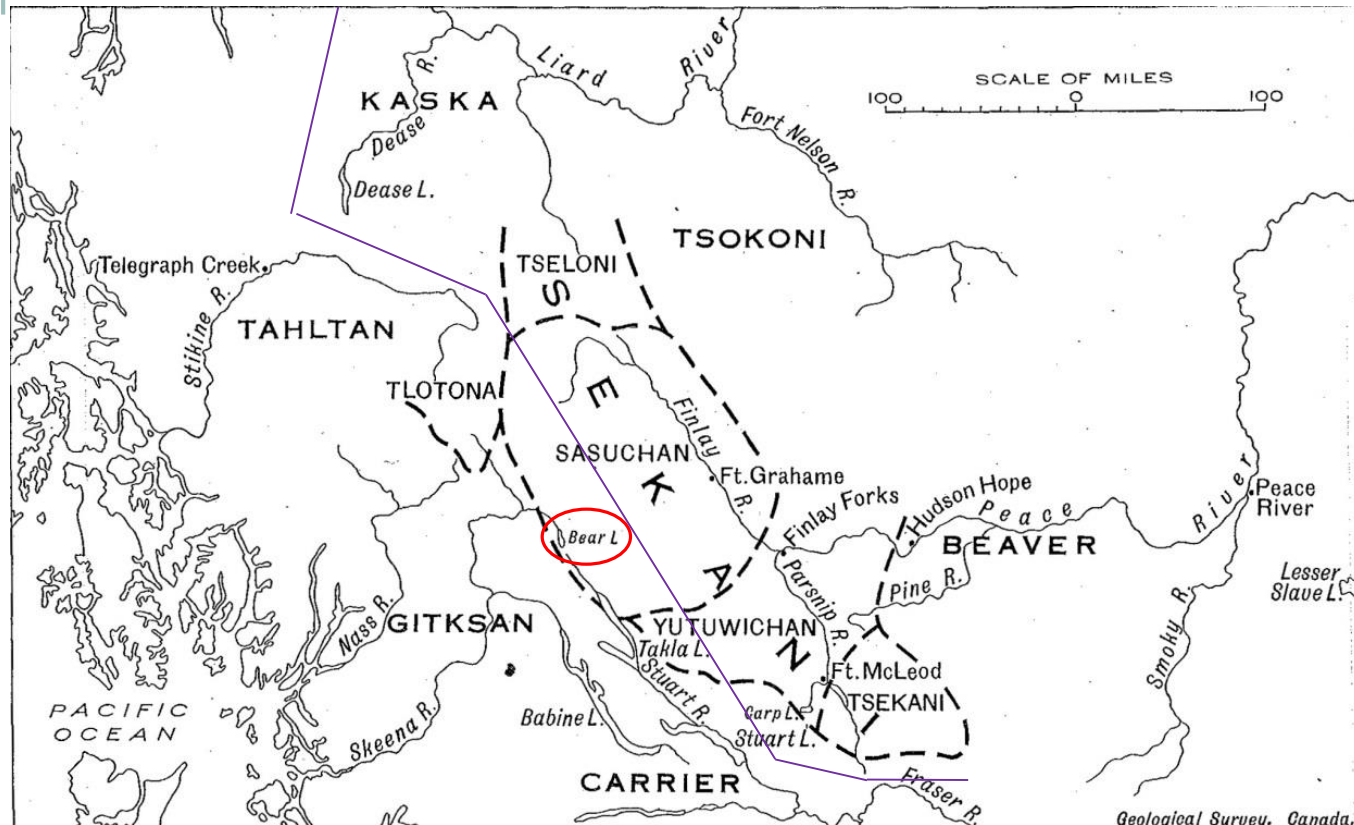 Liard River
SCALE OF MILES
100 0 100
KASKA
Dease R.
Fort Nelson R.
Dease L.
TSOKONI
TSELONI
Telegraph Creek
Stikine R.
TAHLTAN
TLOTONA
SEKANI
Finlay R.
SASUCHAN
Ft. Grahame
Finlay Forks
Hudson Hope
Peace River
Peace River
BEAVER
Bear L
Parsnip R.
Pine R.
Lesser Slave L.
Smoky R.
Nass R.
GITKSAN
YUTUWICHAN
Takla L.
Stuart R.
Ft. McLeod
TSEKANI
Carp L.
Stuart L.
PACIFIC OCEAN
Skeena R.
Babine L.
CARRIER
Fraser R.
Geological Survey, Canada.